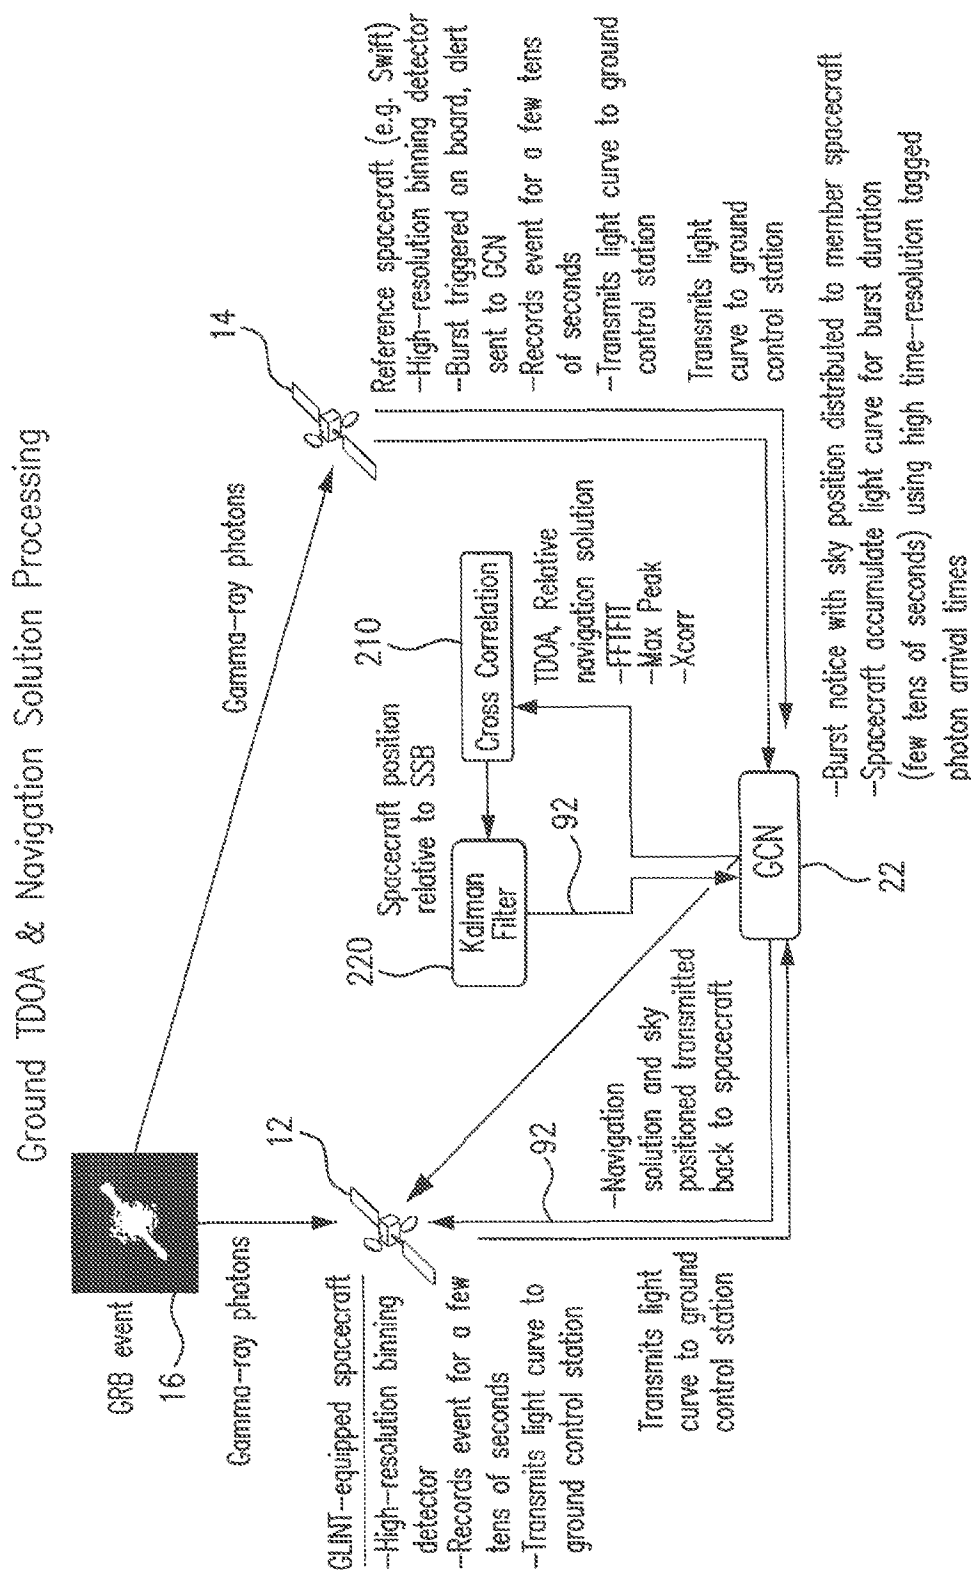 Ground TDOA & Navigation Solution Processing
GRB event
16
Gamma-ray photons
Gamma-ray photons
12
14
GLINT-equipped spacecraft
-High-resolution binning
detector
-Records event for a few
tens of seconds
-Transmits light curve to
ground control station
Reference spacecraft (e.g. Swift)
-High-resolution binning detector
-Burst triggered on board, alert
sent to GCN
-Records event for a few tens
of seconds
-Transmits light curve to ground
control station
Spacecraft position
relative to SSB
220
Kalman
Filter
210
Cross Correlation
TDOA, Relative
navigation solution
-FFTFIT
-Max Peak
-Xcorr
92
92
-Navigation
solution and sky
positioned transmitted
back to spacecraft
Transmits light
curve to ground
control station
Transmits light
curve to ground
control station
GCN
22
-Burst notice with sky position distributed to member spacecraft
-Spacecraft accumulate light curve for burst duration
(few tens of seconds) using high time-resolution tagged
photon arrival times